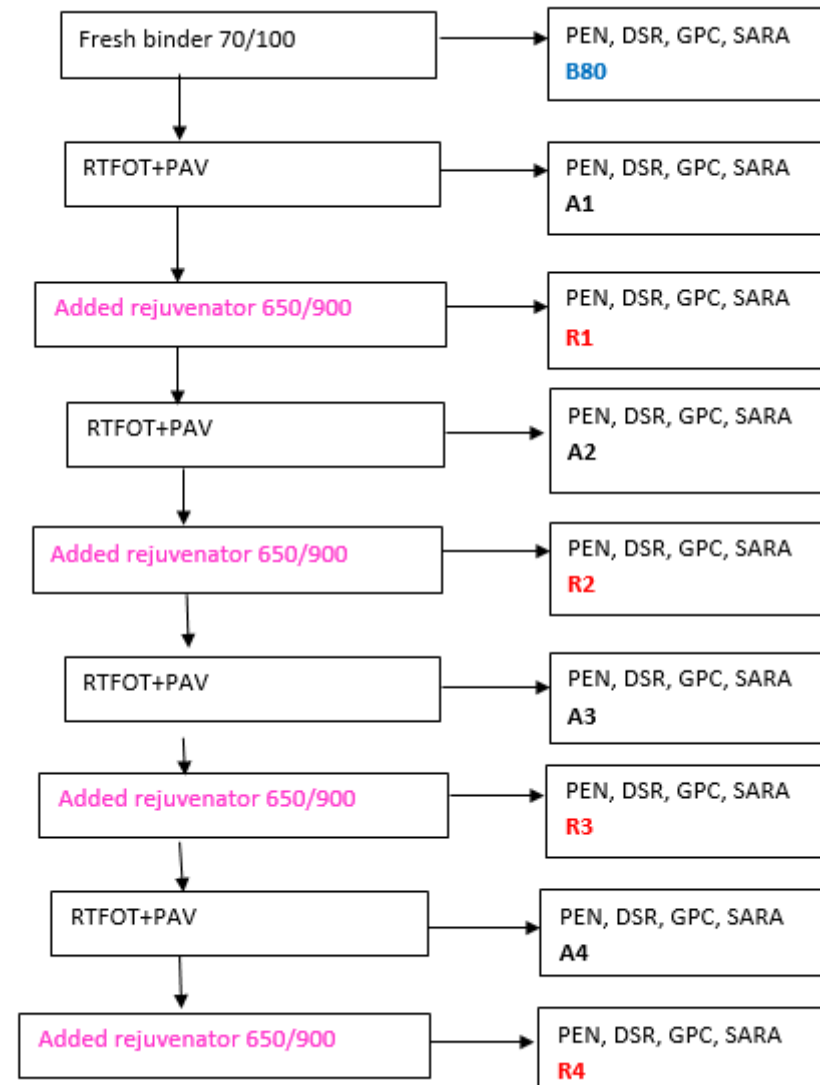 Fresh binder 70/100
PEN, DSR, GPC, SARA
B80
RTFOT+PAV
PEN, DSR, GPC, SARA
A1
Added rejuvenator 650/900
PEN, DSR, GPC, SARA
R1
RTFOT+PAV
PEN, DSR, GPC, SARA
A2
Added rejuvenator 650/900
PEN, DSR, GPC, SARA
R2
RTFOT+PAV
PEN, DSR, GPC, SARA
A3
Added rejuvenator 650/900
PEN, DSR, GPC, SARA
R3
RTFOT+PAV
PEN, DSR, GPC, SARA
A4
Added rejuvenator 650/900
PEN, DSR, GPC, SARA
R4